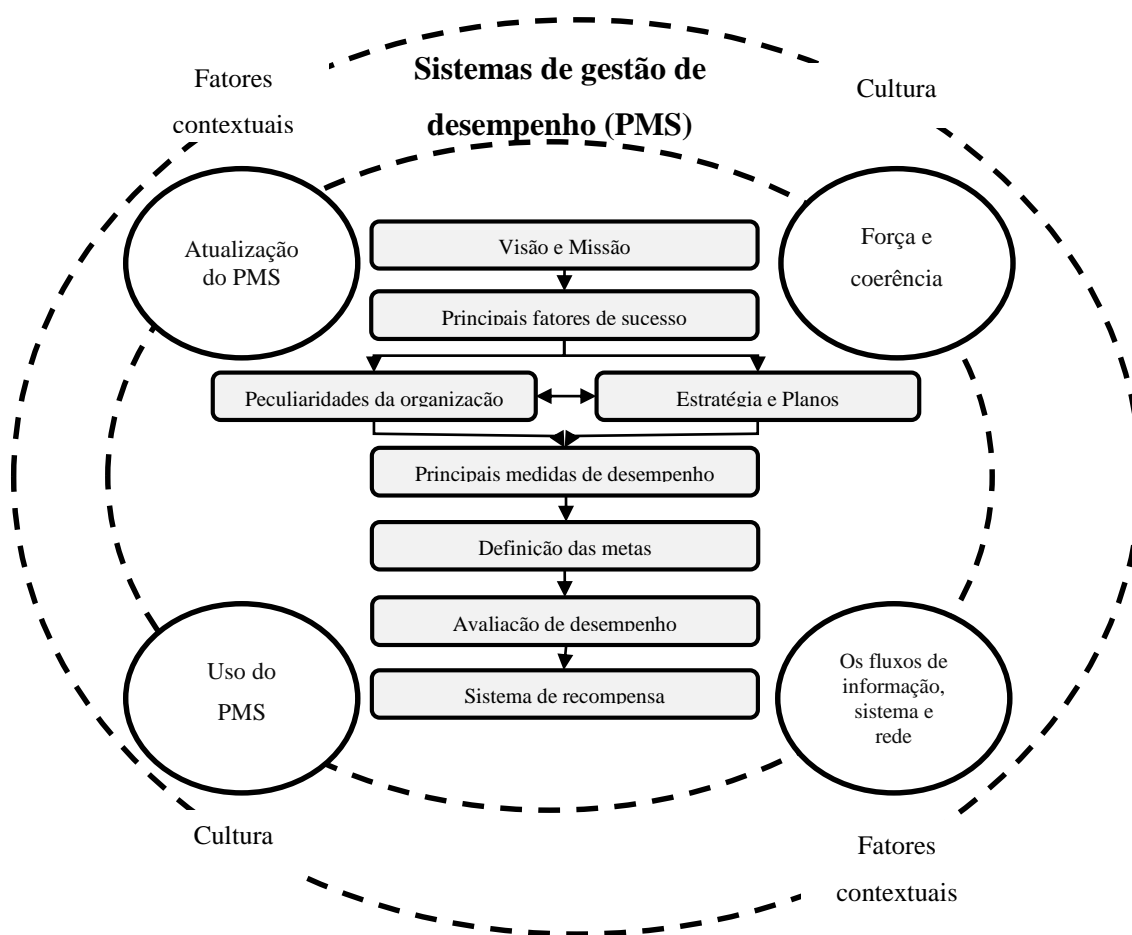 Sistemas de gestão de
desempenho (PMS)
Fatores
contextuais
Cultura
Atualização
do PMS
Força e
coerência
Visão e Missão
Principais fatores de sucesso
Peculiaridades da organização
Estratégia e Planos
Principais medidas de desempenho
Definição das metas
Avaliação de desempenho
Sistema de recompensa
Uso do
PMS
Os fluxos de
informação,
sistema e
rede
Cultura
Fatores
contextuais